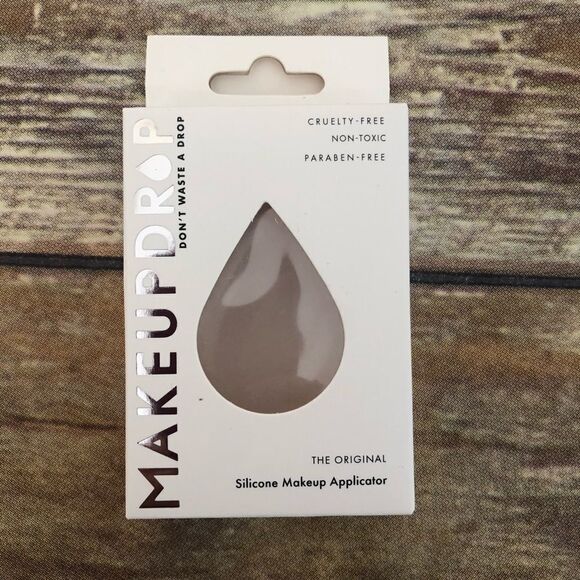 MAKEUPDROP
DON'T WASTE A DROP
CRUELTY-FREE
NON-TOXIC
PARABEN-FREE
THE ORIGINAL
Silicone Makeup Applicator